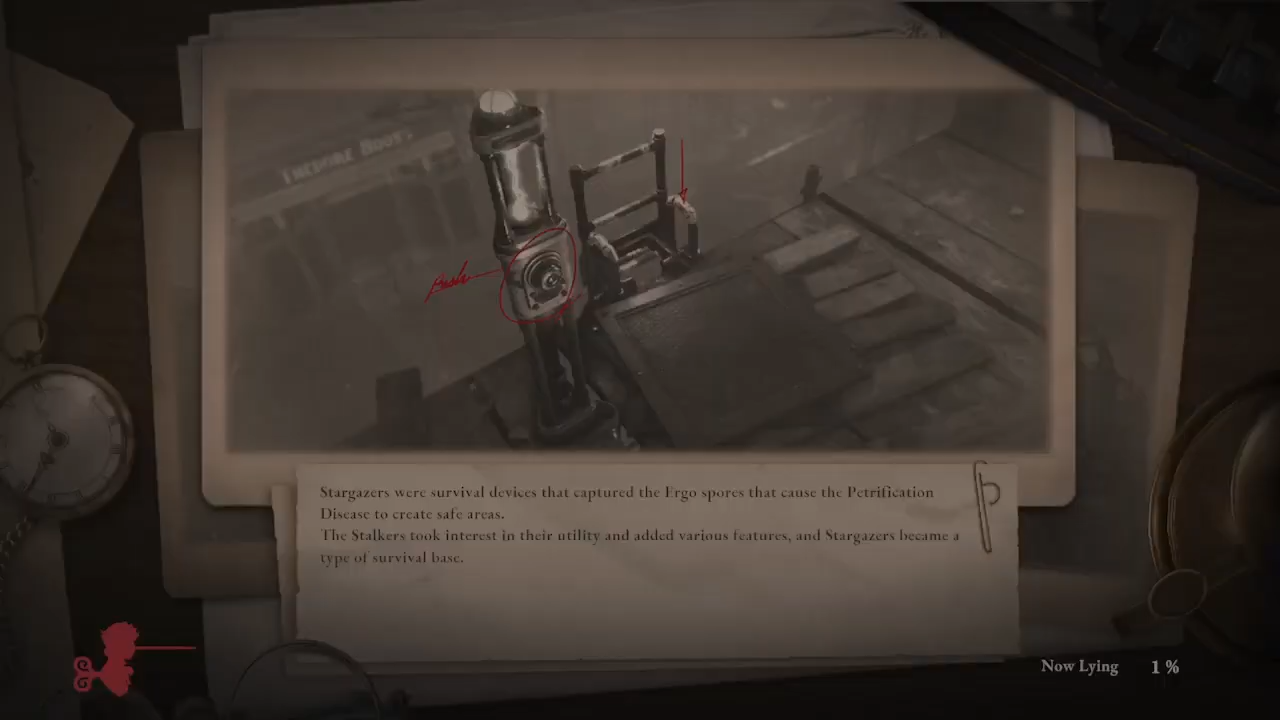 Push
Stargazers were survival devices that captured the Ergo spores that cause the Petrification
Disease to create safe areas.
The Stalkers took interest in their utility and added various features, and Stargazers became a
type of survival base.
Now Lying 1 %